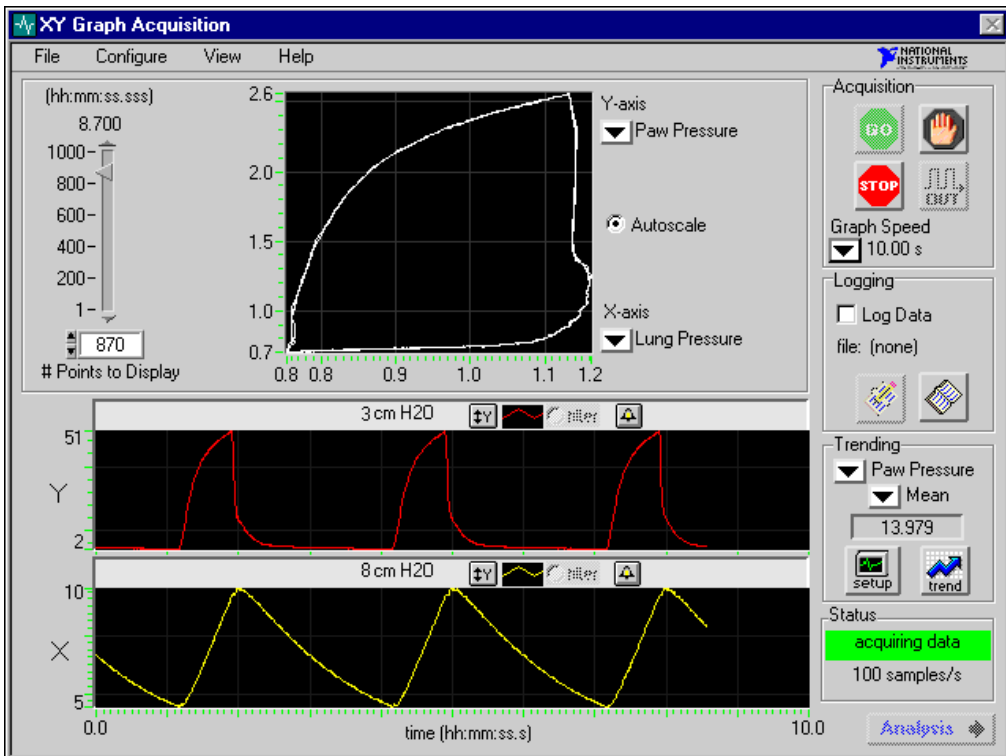 XY Graph Acquisition
File Configure View Help
NATIONAL INSTRUMENTS
(hh:mm:ss.sss)
8.700
1000
800
600
400
200
1
870
# Points to Display
2.6
2.0
1.5
1.0
0.7
0.8 0.8 0.9 1.0 1.1 1.2
Y-axis
Paw Pressure
Autoscale
X-axis
Lung Pressure
Acquisition
GO
STOP
OUT
Graph Speed
10.00 s
Logging
Log Data
file: (none)
Trending
Paw Pressure
Mean
13.979
setup trend
Status
acquiring data
100 samples/s
Analysis
3 cm H2O Y filter
51
Y
2
8 cm H2O Y filter
10
X
5
0.0 time (hh:mm:ss.s) 10.0